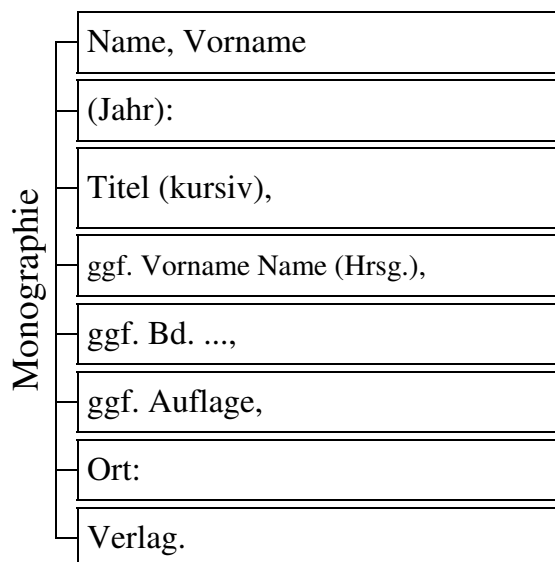 Monographie
Name, Vorname
(Jahr):
Titel (kursiv),
ggf. Vorname Name (Hrsg.),
ggf. Bd. ...,
ggf. Auflage,
Ort:
Verlag.